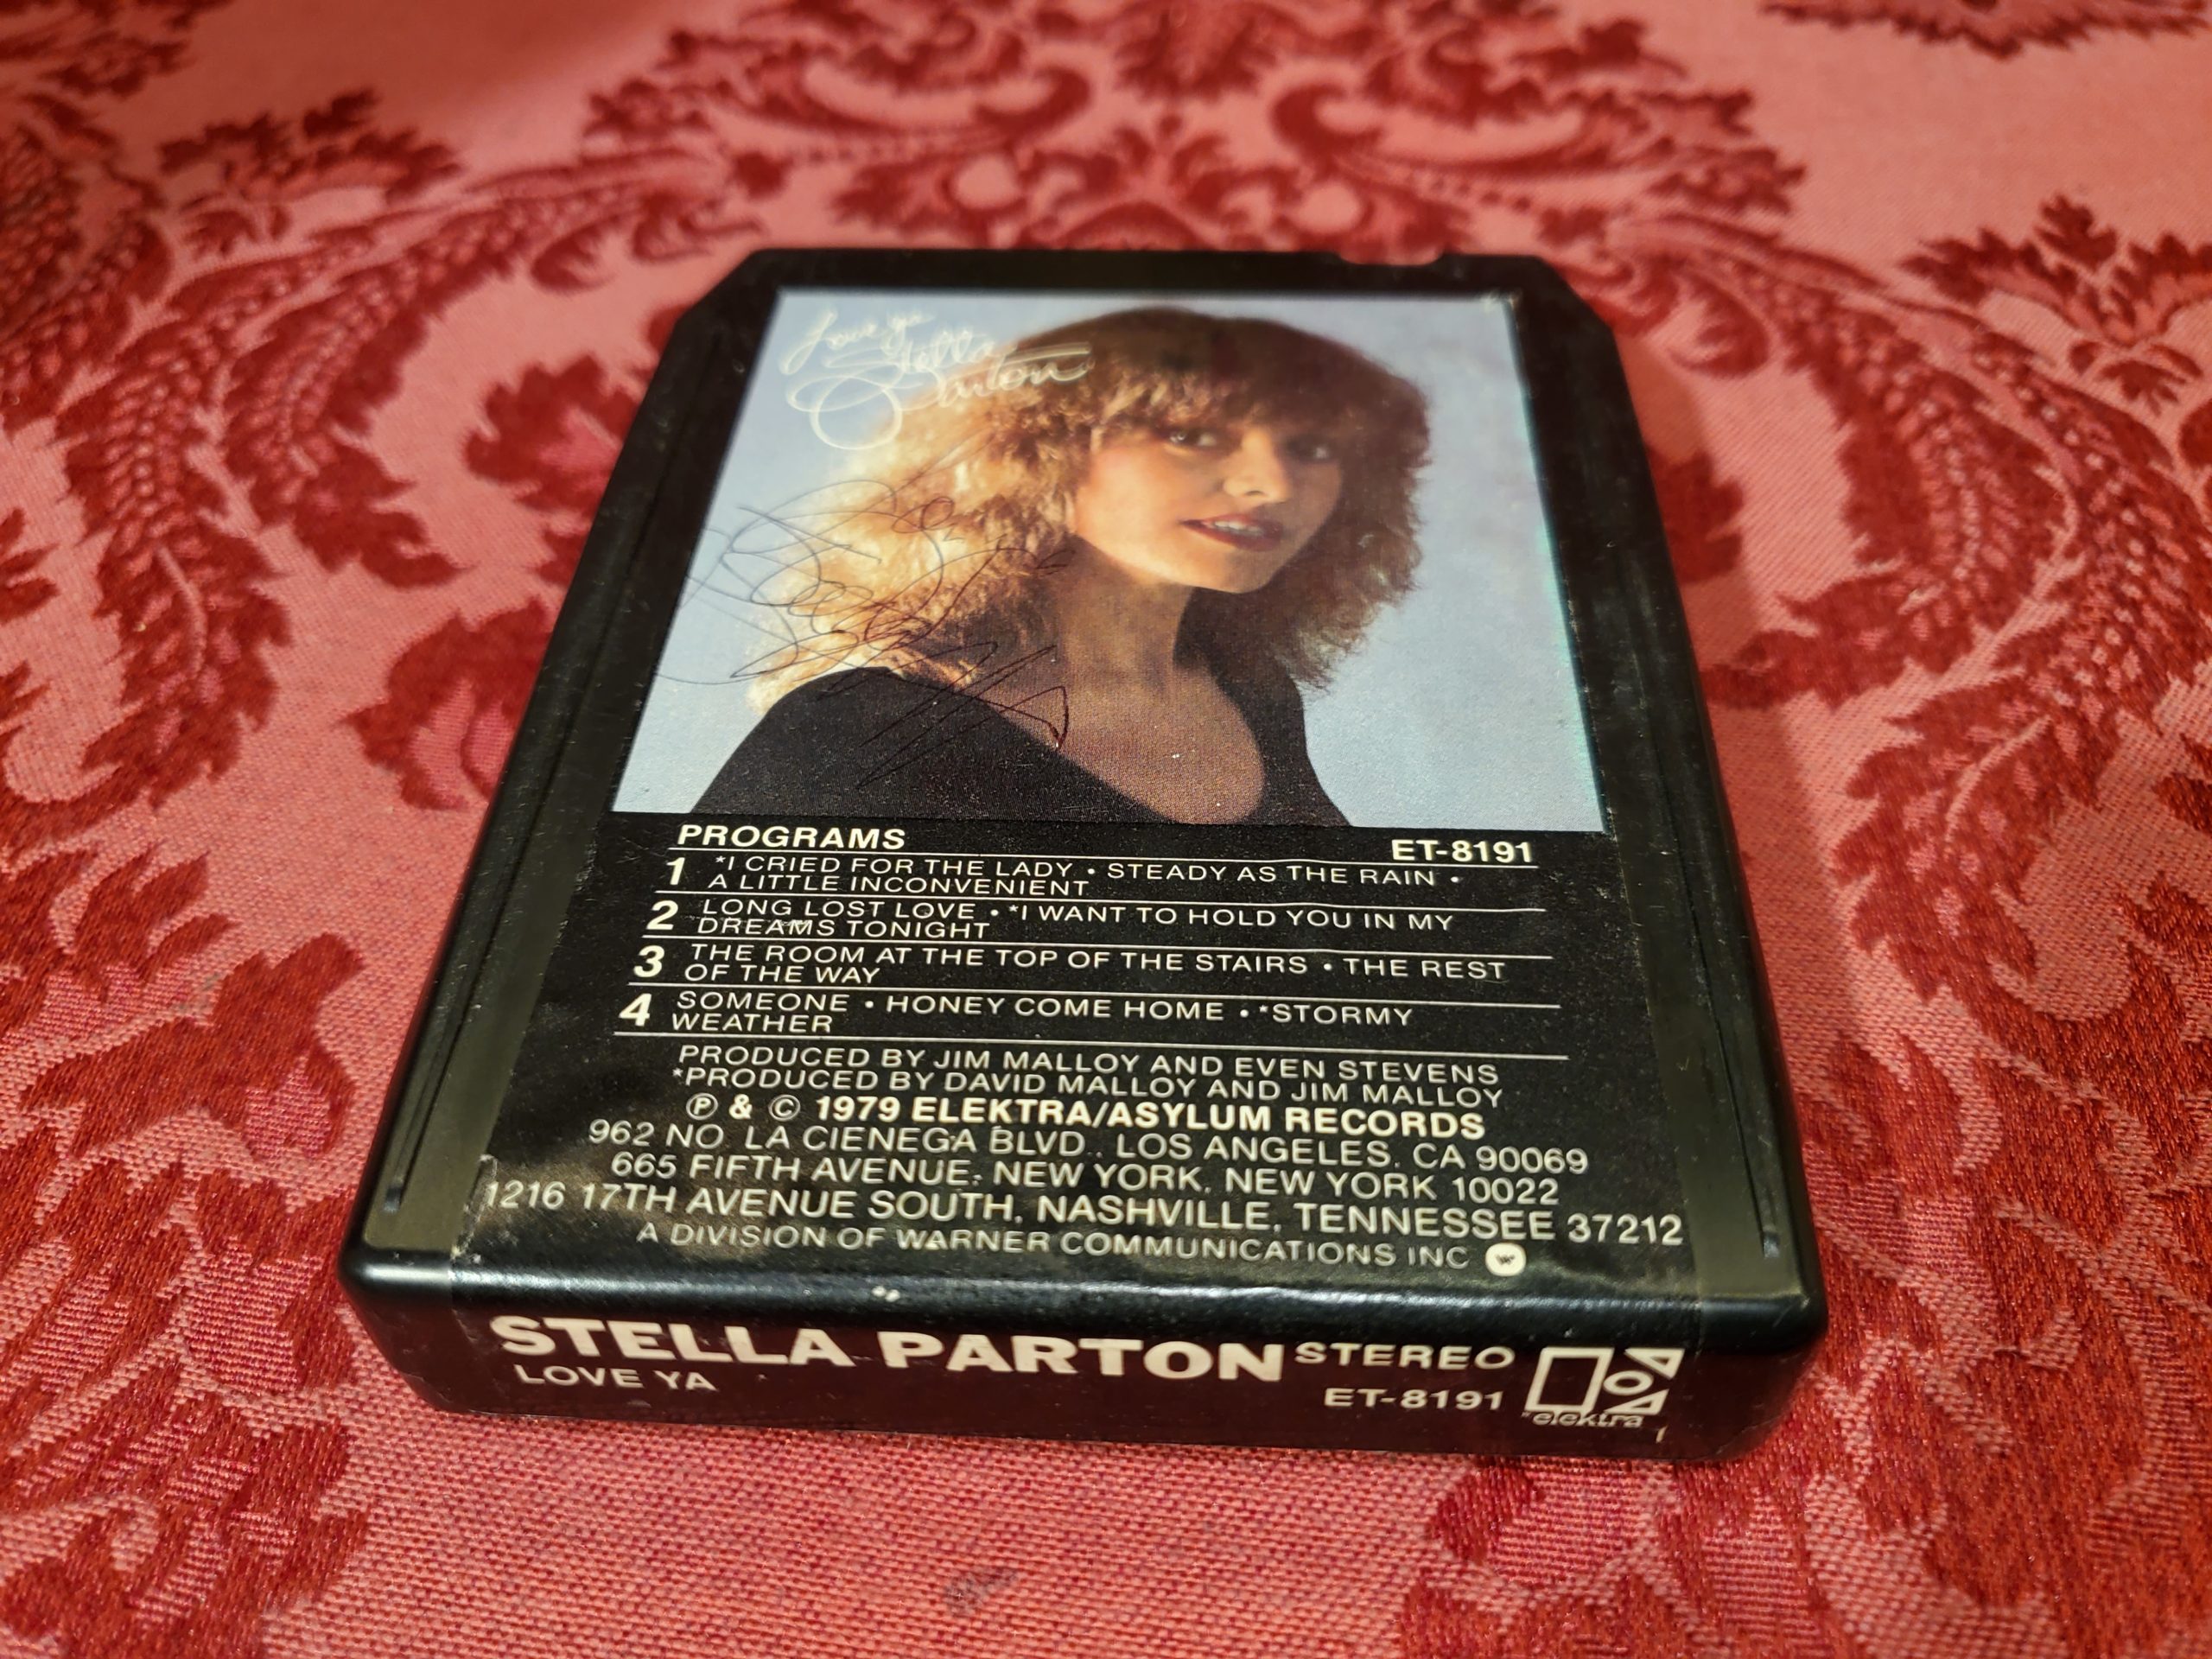 Love ya
Stella
Parton
PROGRAMS ET-8191
1 *I CRIED FOR THE LADY • STEADY AS THE RAIN •
A LITTLE INCONVENIENT
2 LONG LOST LOVE • *I WANT TO HOLD YOU IN MY
DREAMS TONIGHT
3 THE ROOM AT THE TOP OF THE STAIRS • THE REST
OF THE WAY
4 SOMEONE • HONEY COME HOME • *STORMY
WEATHER
PRODUCED BY JIM MALLOY AND EVEN STEVENS
*PRODUCED BY DAVID MALLOY AND JIM MALLOY
℗ & © 1979 ELEKTRA/ASYLUM RECORDS
962 NO. LA CIENEGA BLVD., LOS ANGELES, CA 90069
665 FIFTH AVENUE, NEW YORK, NEW YORK 10022
1216 17TH AVENUE SOUTH, NASHVILLE, TENNESSEE 37212
A DIVISION OF WARNER COMMUNICATIONS INC
STELLA PARTON STEREO
LOVE YA ET-8191
elektra